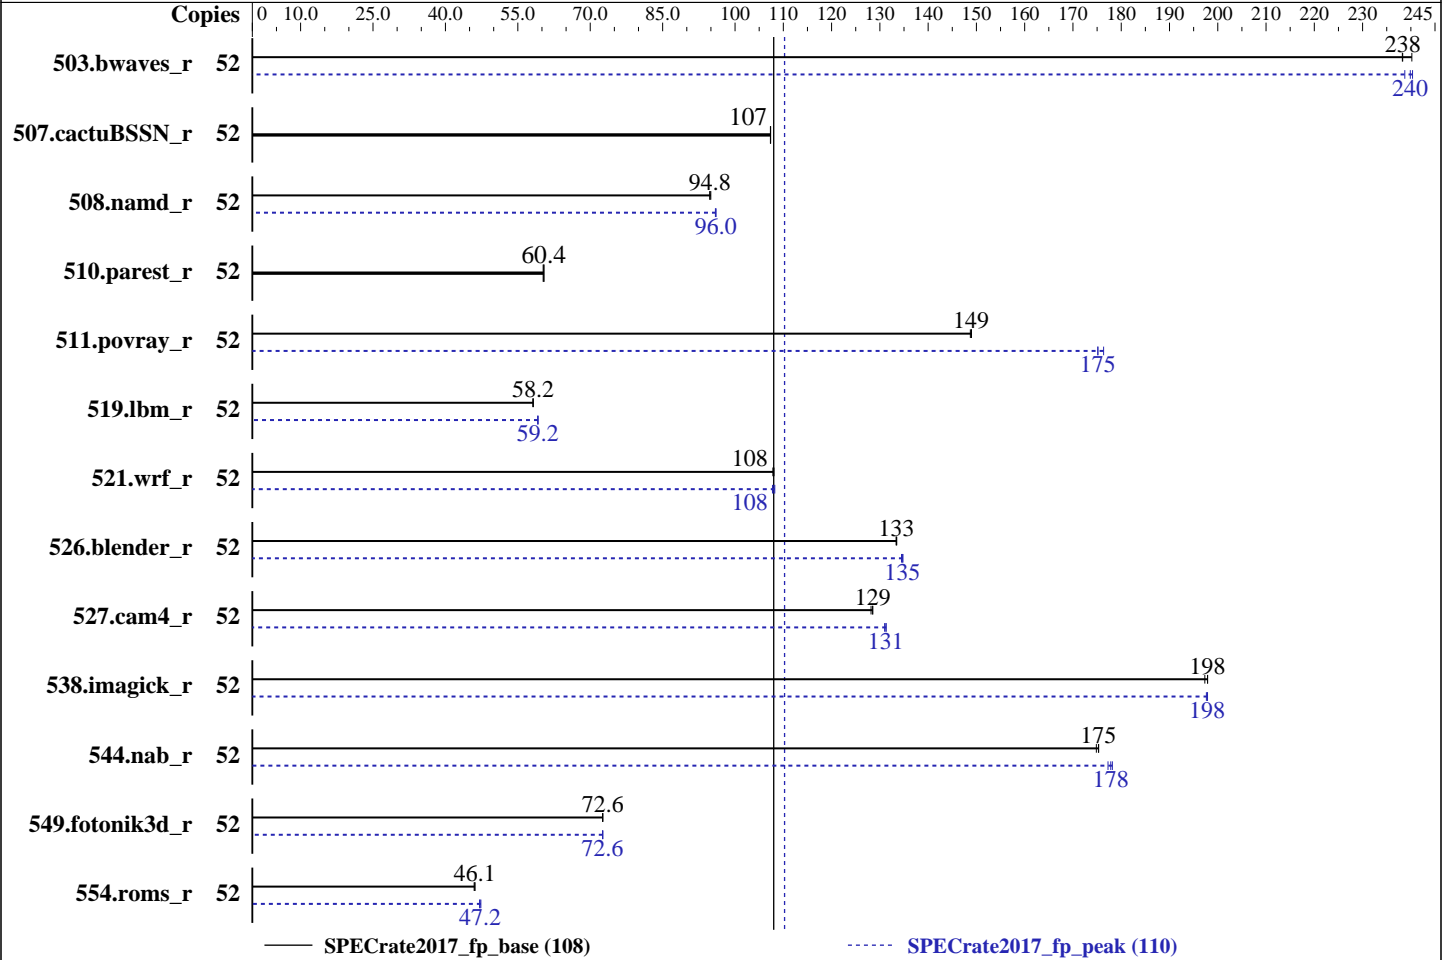 Copies 0 10.0 25.0 40.0 55.0 70.0 85.0 100 110 120 130 140 150 160 170 180 190 200 210 220 230 245
238
503.bwaves_r 52
240
107
507.cactuBSSN_r 52
94.8
508.namd_r 52
96.0
60.4
510.parest_r 52
149
511.povray_r 52
175
58.2
519.lbm_r 52
59.2
108
521.wrf_r 52
108
133
526.blender_r 52
135
129
527.cam4_r 52
131
198
538.imagick_r 52
198
175
544.nab_r 52
178
72.6
549.fotonik3d_r 52
72.6
46.1
554.roms_r 52
47.2
SPECrate2017_fp_base (108) SPECrate2017_fp_peak (110)